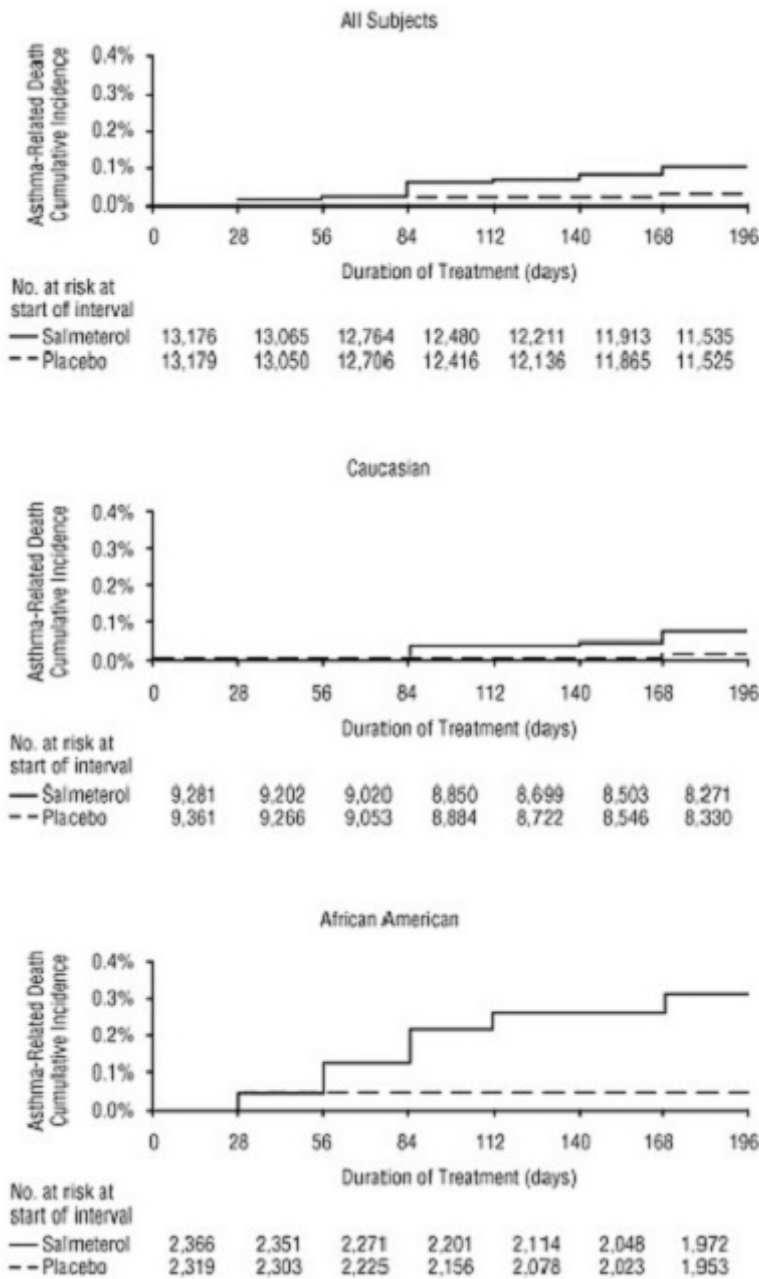 All Subjects
Asthma-Related Death
Cumulative Incidence
0.4%
0.3%
0.2%
0.1%
0.0%
0 28 56 84 112 140 168 196
Duration of Treatment (days)
No. at risk at
start of interval
Salmeterol 13,176 13,065 12,764 12,480 12,211 11,913 11,535
Placebo 13,179 13,050 12,706 12,416 12,136 11,865 11,525
Caucasian
Asthma-Related Death
Cumulative Incidence
0.4%
0.3%
0.2%
0.1%
0.0%
0 28 56 84 112 140 168 196
Duration of Treatment (days)
No. at risk at
start of interval
Salmeterol 9,281 9,202 9,020 8,850 8,699 8,503 8,271
Placebo 9,361 9,266 9,053 8,884 8,722 8,546 8,330
African American
Asthma-Related Death
Cumulative Incidence
0.4%
0.3%
0.2%
0.1%
0.0%
0 28 56 84 112 140 168 196
Duration of Treatment (days)
No. at risk at
start of interval
Salmeterol 2,366 2,351 2,271 2,201 2,114 2,048 1,972
Placebo 2,319 2,303 2,225 2,156 2,078 2,023 1,953